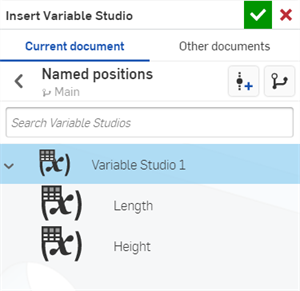 Insert Variable Studio
Current document Other documents
Named positions
Main
Search Variable Studios
(x) Variable Studio 1
(x) Length
(x) Height